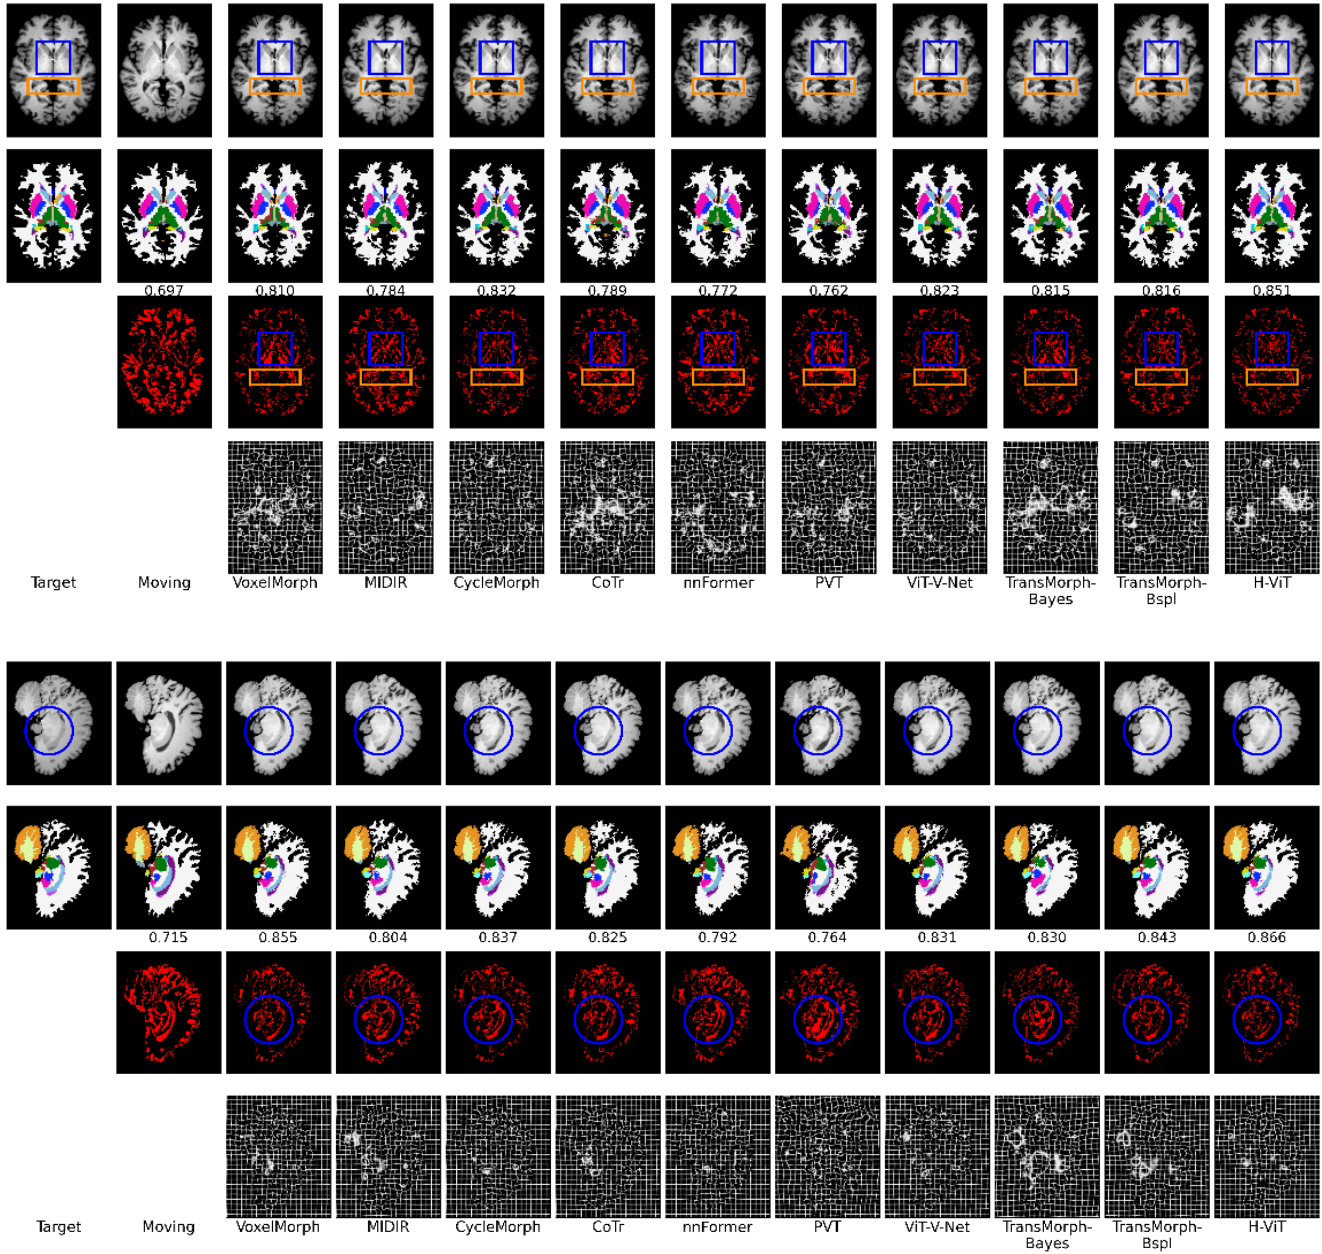 0.697 0.810 0.784 0.832 0.789 0.772 0.762 0.823 0.815 0.816 0.851
Target Moving VoxelMorph MIDIR CycleMorph CoTr nnFormer PVT ViT-V-Net TransMorph- TransMorph- H-ViT
Bayes Bspl
0.715 0.855 0.804 0.837 0.825 0.792 0.764 0.831 0.830 0.843 0.866
Target Moving VoxelMorph MIDIR CycleMorph CoTr nnFormer PVT ViT-V-Net TransMorph- TransMorph- H-ViT
Bayes Bspl